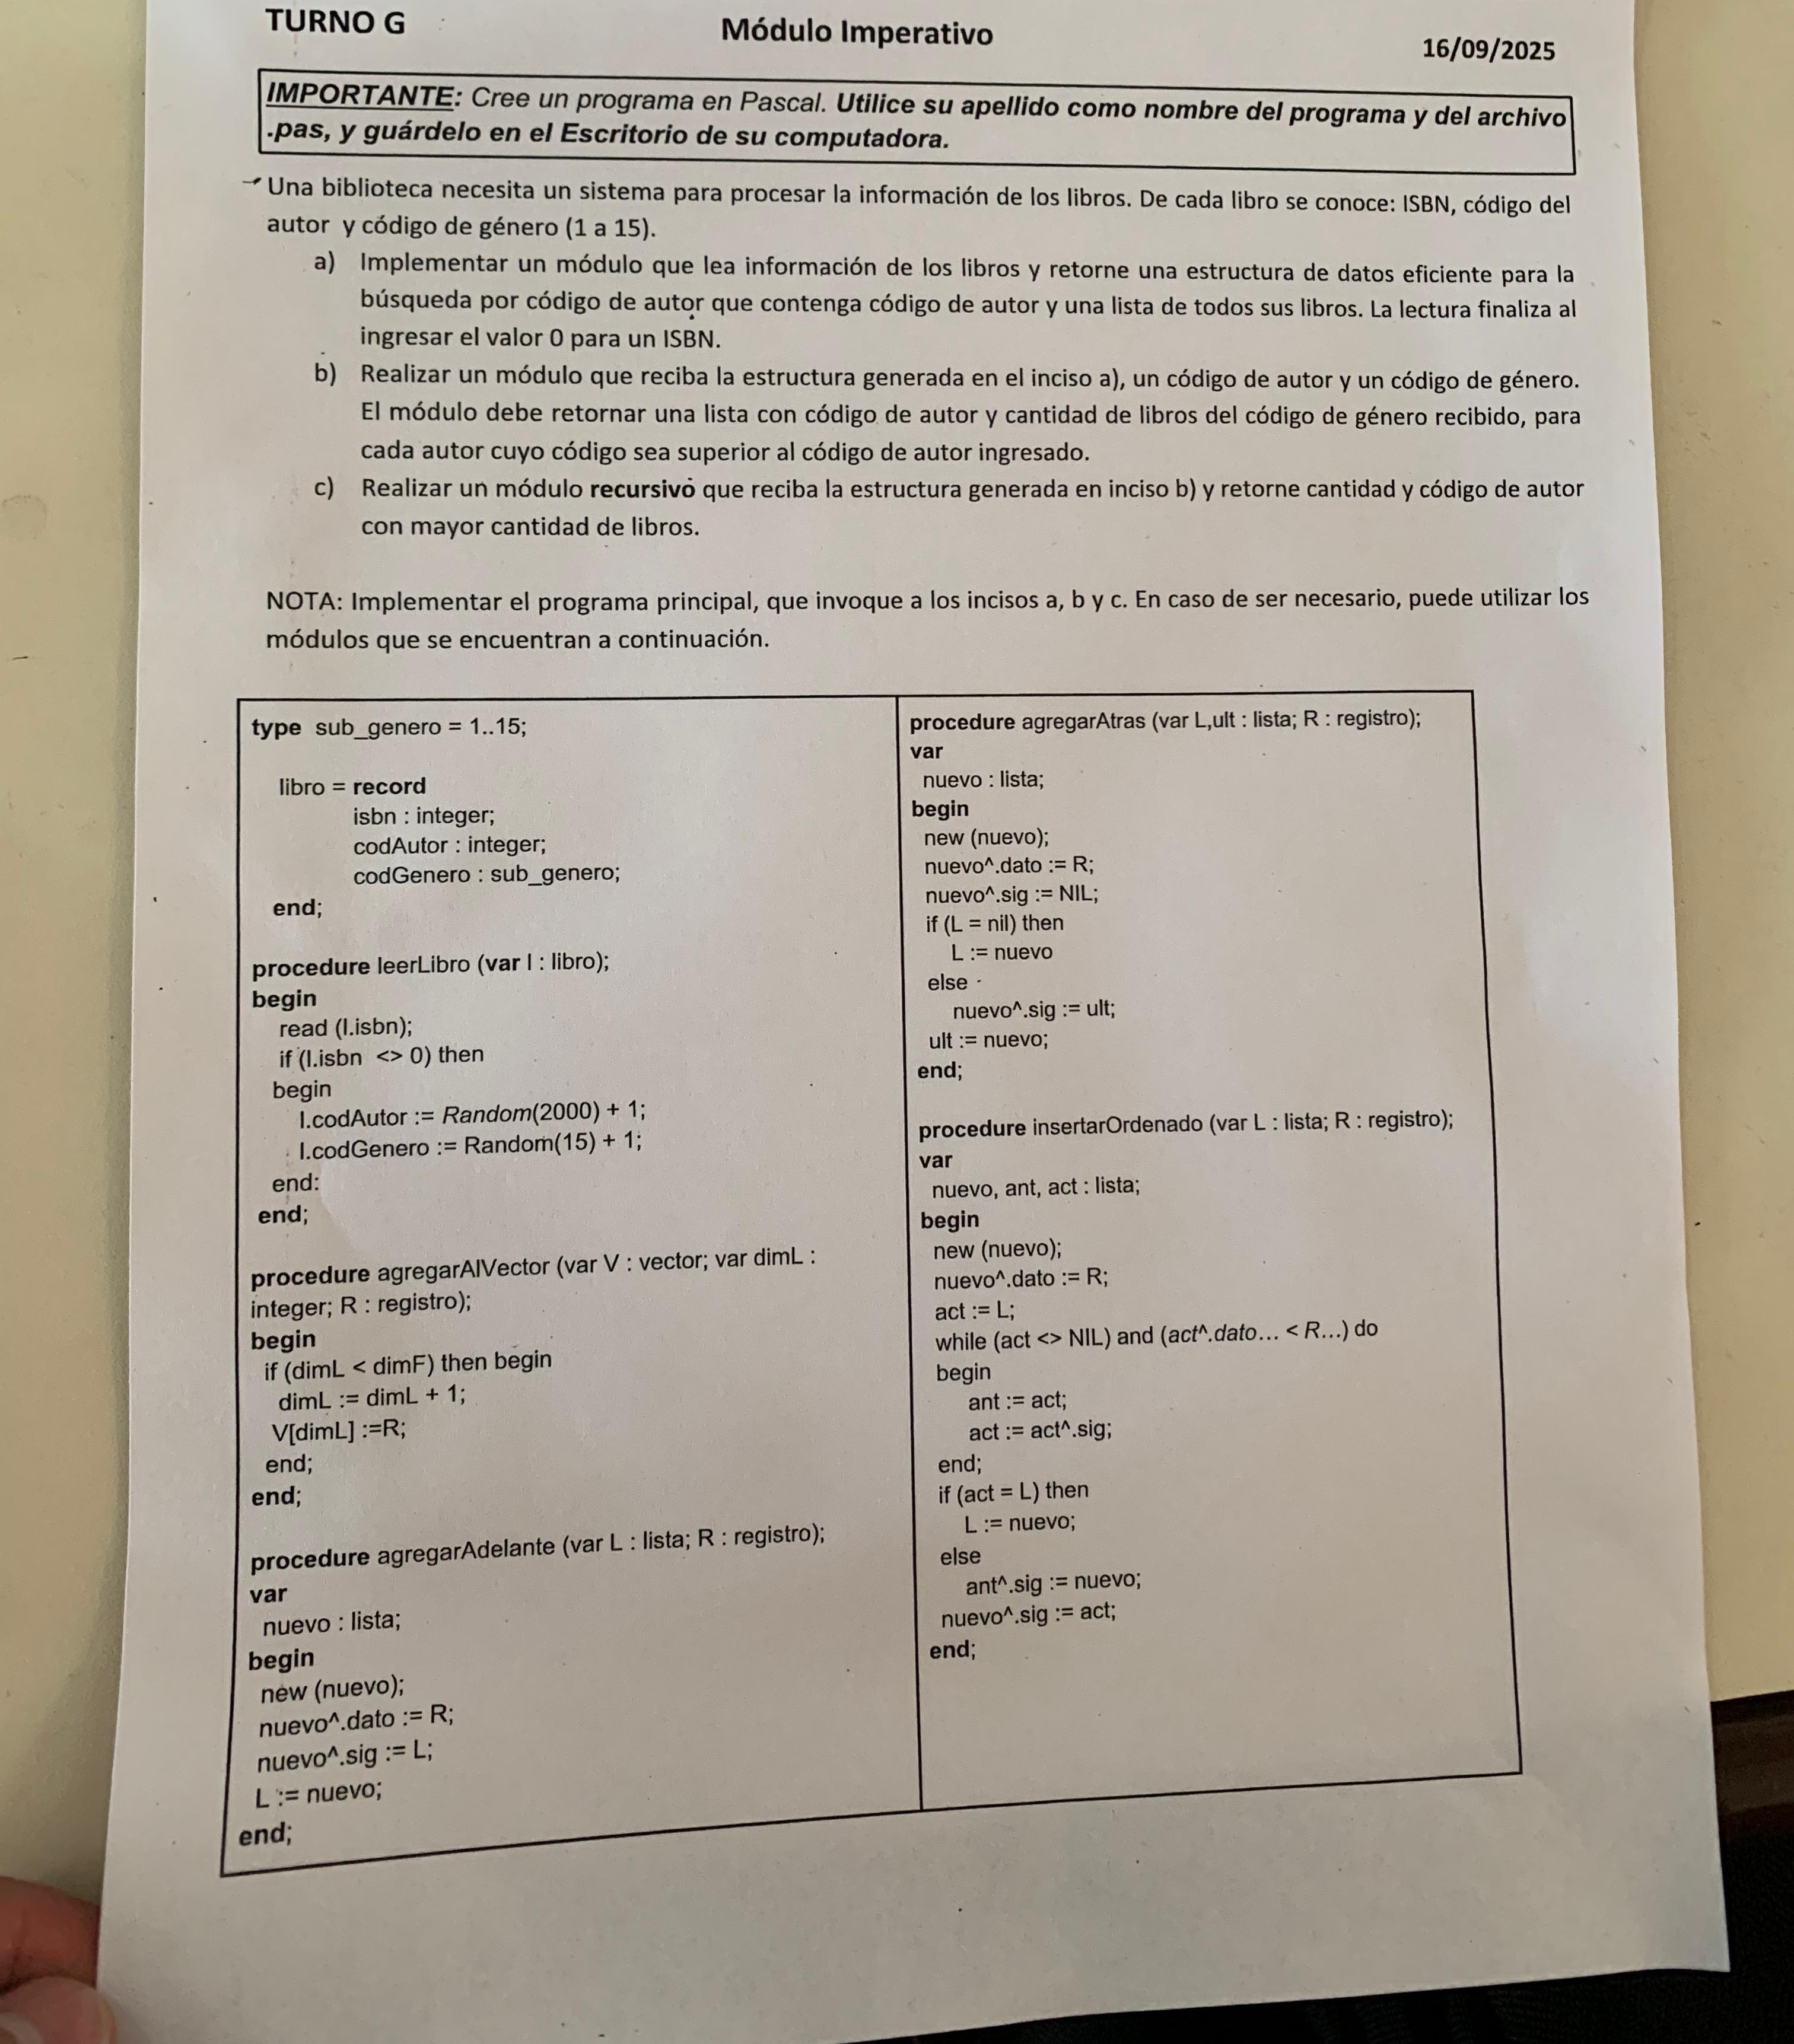 TURNO G
Módulo Imperativo
16/09/2025
IMPORTANTE: Cree un programa en Pascal. Utilice su apellido como nombre del programa y del archivo
.pas, y guárdelo en el Escritorio de su computadora.
Una biblioteca necesita un sistema para procesar la información de los libros. De cada libro se conoce: ISBN, código del
autor y código de género (1 a 15).
a) Implementar un módulo que lea información de los libros y retorne una estructura de datos eficiente para la
búsqueda por código de autor que contenga código de autor y una lista de todos sus libros. La lectura finaliza al
ingresar el valor 0 para un ISBN.
b) Realizar un módulo que reciba la estructura generada en el inciso a), un código de autor y un código de género.
El módulo debe retornar una lista con código de autor y cantidad de libros del código de género recibido, para
cada autor cuyo código sea superior al código de autor ingresado.
c) Realizar un módulo recursivo que reciba la estructura generada en inciso b) y retorne cantidad y código de autor
con mayor cantidad de libros.
NOTA: Implementar el programa principal, que invoque a los incisos a, b y c. En caso de ser necesario, puede utilizar los
módulos que se encuentran a continuación.
type sub_genero = 1..15;
libro = record
isbn : integer;
codAutor : integer;
codGenero : sub_genero;
end;
procedure leerLibro (var l : libro);
begin
read (l.isbn);
if (l.isbn <> 0) then
begin
l.codAutor := Random(2000) + 1;
l.codGenero := Random(15) + 1;
end:
end;
procedure agregarAlVector (var V : vector; var dimL :
integer; R : registro);
begin
if (dimL < dimF) then begin
dimL := dimL + 1;
V[dimL] :=R;
end;
end;
procedure agregarAdelante (var L : lista; R : registro);
var
nuevo : lista;
begin
new (nuevo);
nuevo^.dato := R;
nuevo^.sig := L;
L := nuevo;
end;
procedure agregarAtras (var L,ult : lista; R : registro);
var
nuevo : lista;
begin
new (nuevo);
nuevo^.dato := R;
nuevo^.sig := NIL;
if (L = nil) then
L := nuevo
else
nuevo^.sig := ult;
ult := nuevo;
end;
procedure insertarOrdenado (var L : lista; R : registro);
var
nuevo, ant, act : lista;
begin
new (nuevo);
nuevo^.dato := R;
act := L;
while (act <> NIL) and (act^.dato... < R...) do
begin
ant := act;
act := act^.sig;
end;
if (act = L) then
L := nuevo;
else
ant^.sig := nuevo;
nuevo^.sig := act;
end;